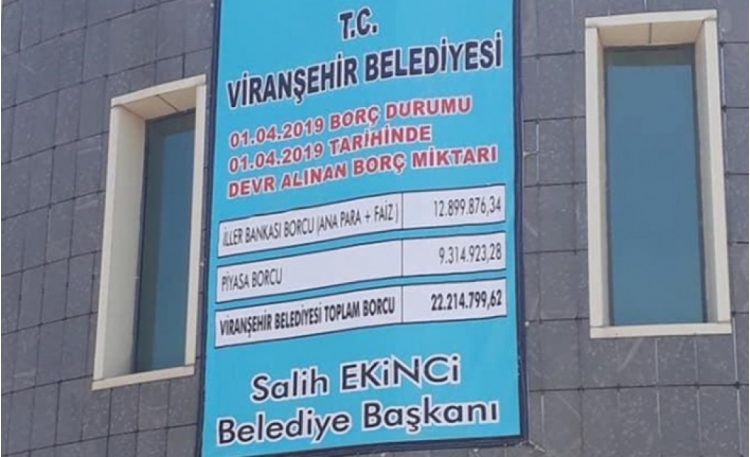 T.C.
VİRANŞEHİR BELEDİYESİ
01.04.2019 BORÇ DURUMU
01.04.2019 TARİHİNDE
DEVR ALINAN BORÇ MİKTARI
İLLER BANKASI BORCU (ANA PARA + FAİZ ) 12.899.876,34
PİYASA BORCU 9.314.923,28
VİRANŞEHİR BELEDİYESİ TOPLAM BORCU 22.214.799,62
Salih EKiNCi
Belediye Başkanı